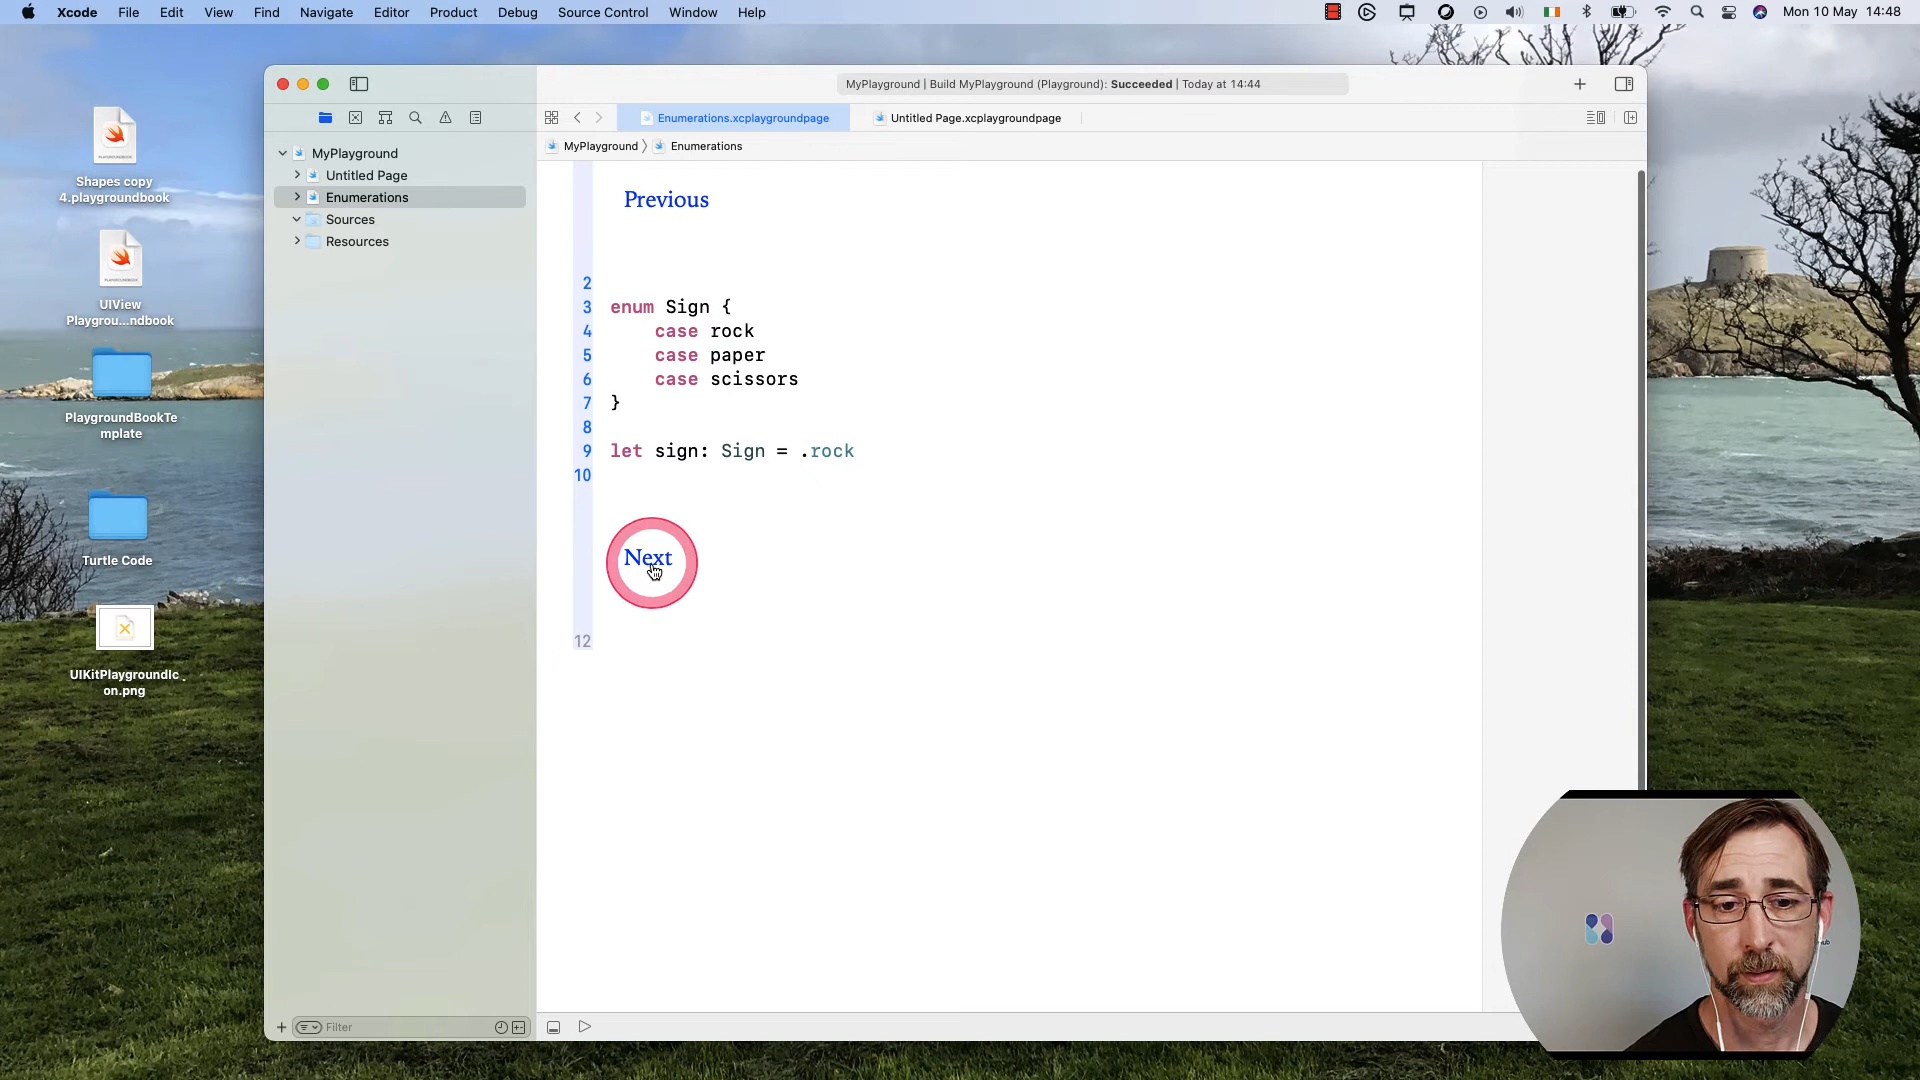 Xcode File Edit View Find Navigate Editor Product Debug Source Control Window Help
Mon 10 May 14:48
MyPlayground | Build MyPlayground (Playground): Succeeded | Today at 14:44
Enumerations.xcplaygroundpage
Untitled Page.xcplaygroundpage
MyPlayground
Enumerations
MyPlayground
Untitled Page
Enumerations
Sources
Resources
Previous
2
3 enum Sign {
4 case rock
5 case paper
6 case scissors
7 }
8
9 let sign: Sign = .rock
10
Next
12
Filter
Shapes copy
4.playgroundbook
UIView
Playgrou...ndbook
PlaygroundBookTe
mplate
Turtle Code
UIKitPlaygroundIc
on.png